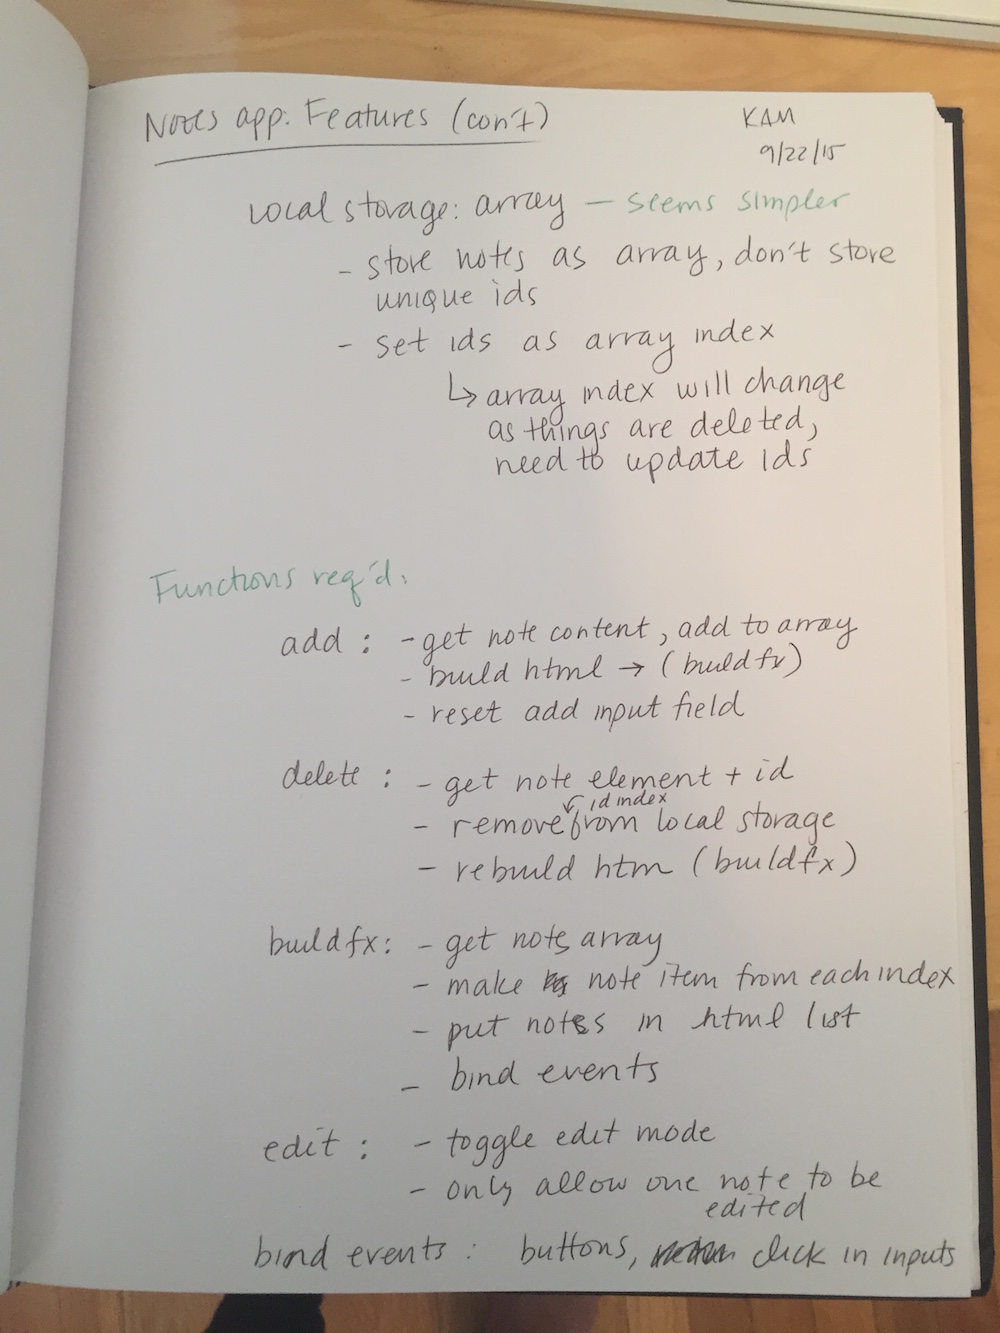 Notes app: Features (con't)
KAM
9/22/15
Local storage: array — seems simpler
- store notes as array, don't store
unique ids
- set ids as array index
↳ array index will change
as things are deleted,
need to update ids
Functions req'd:
add : - get note content, add to array
- build html → (buildfx)
- reset add input field
delete : - get note element + id
id index
- remove from local storage
- rebuild htm (buildfx)
buildfx: - get note array
- make note item from each index
- put notes in html list
- bind events
edit : - toggle edit mode
- only allow one note to be
edited
bind events : buttons, click in inputs